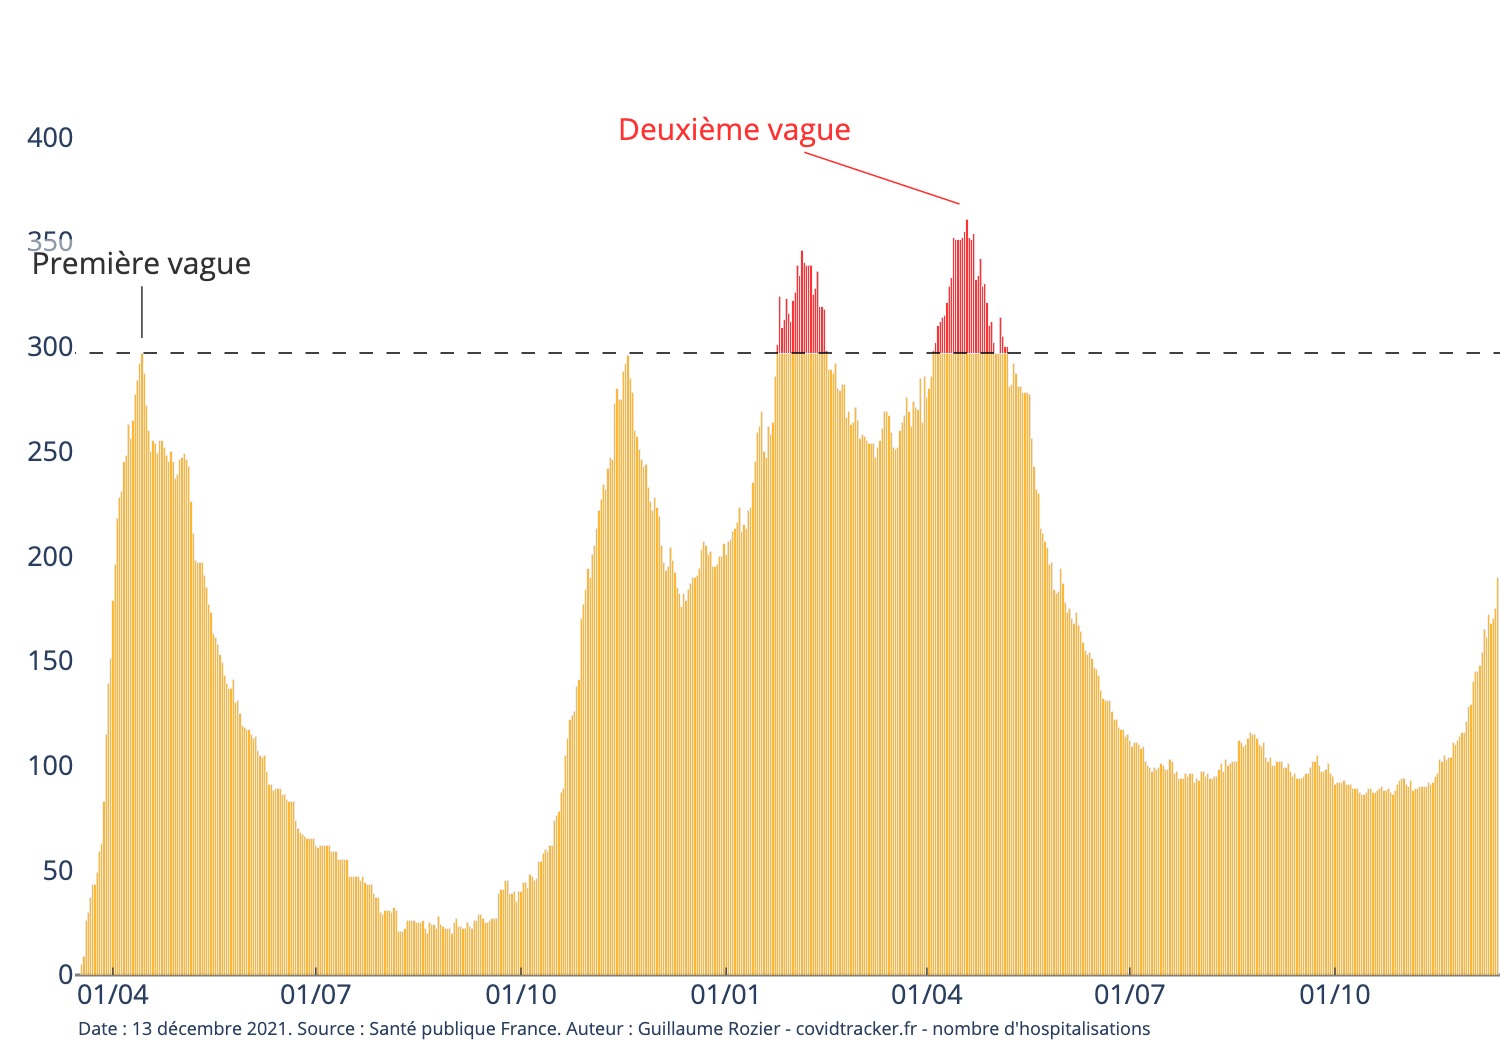 Deuxième vague
400
350
Première vague
300
250
200
150
100
50
0
01/04 01/07 01/10 01/01 01/04 01/07 01/10
Date : 13 décembre 2021. Source : Santé publique France. Auteur : Guillaume Rozier - covidtracker.fr - nombre d'hospitalisations